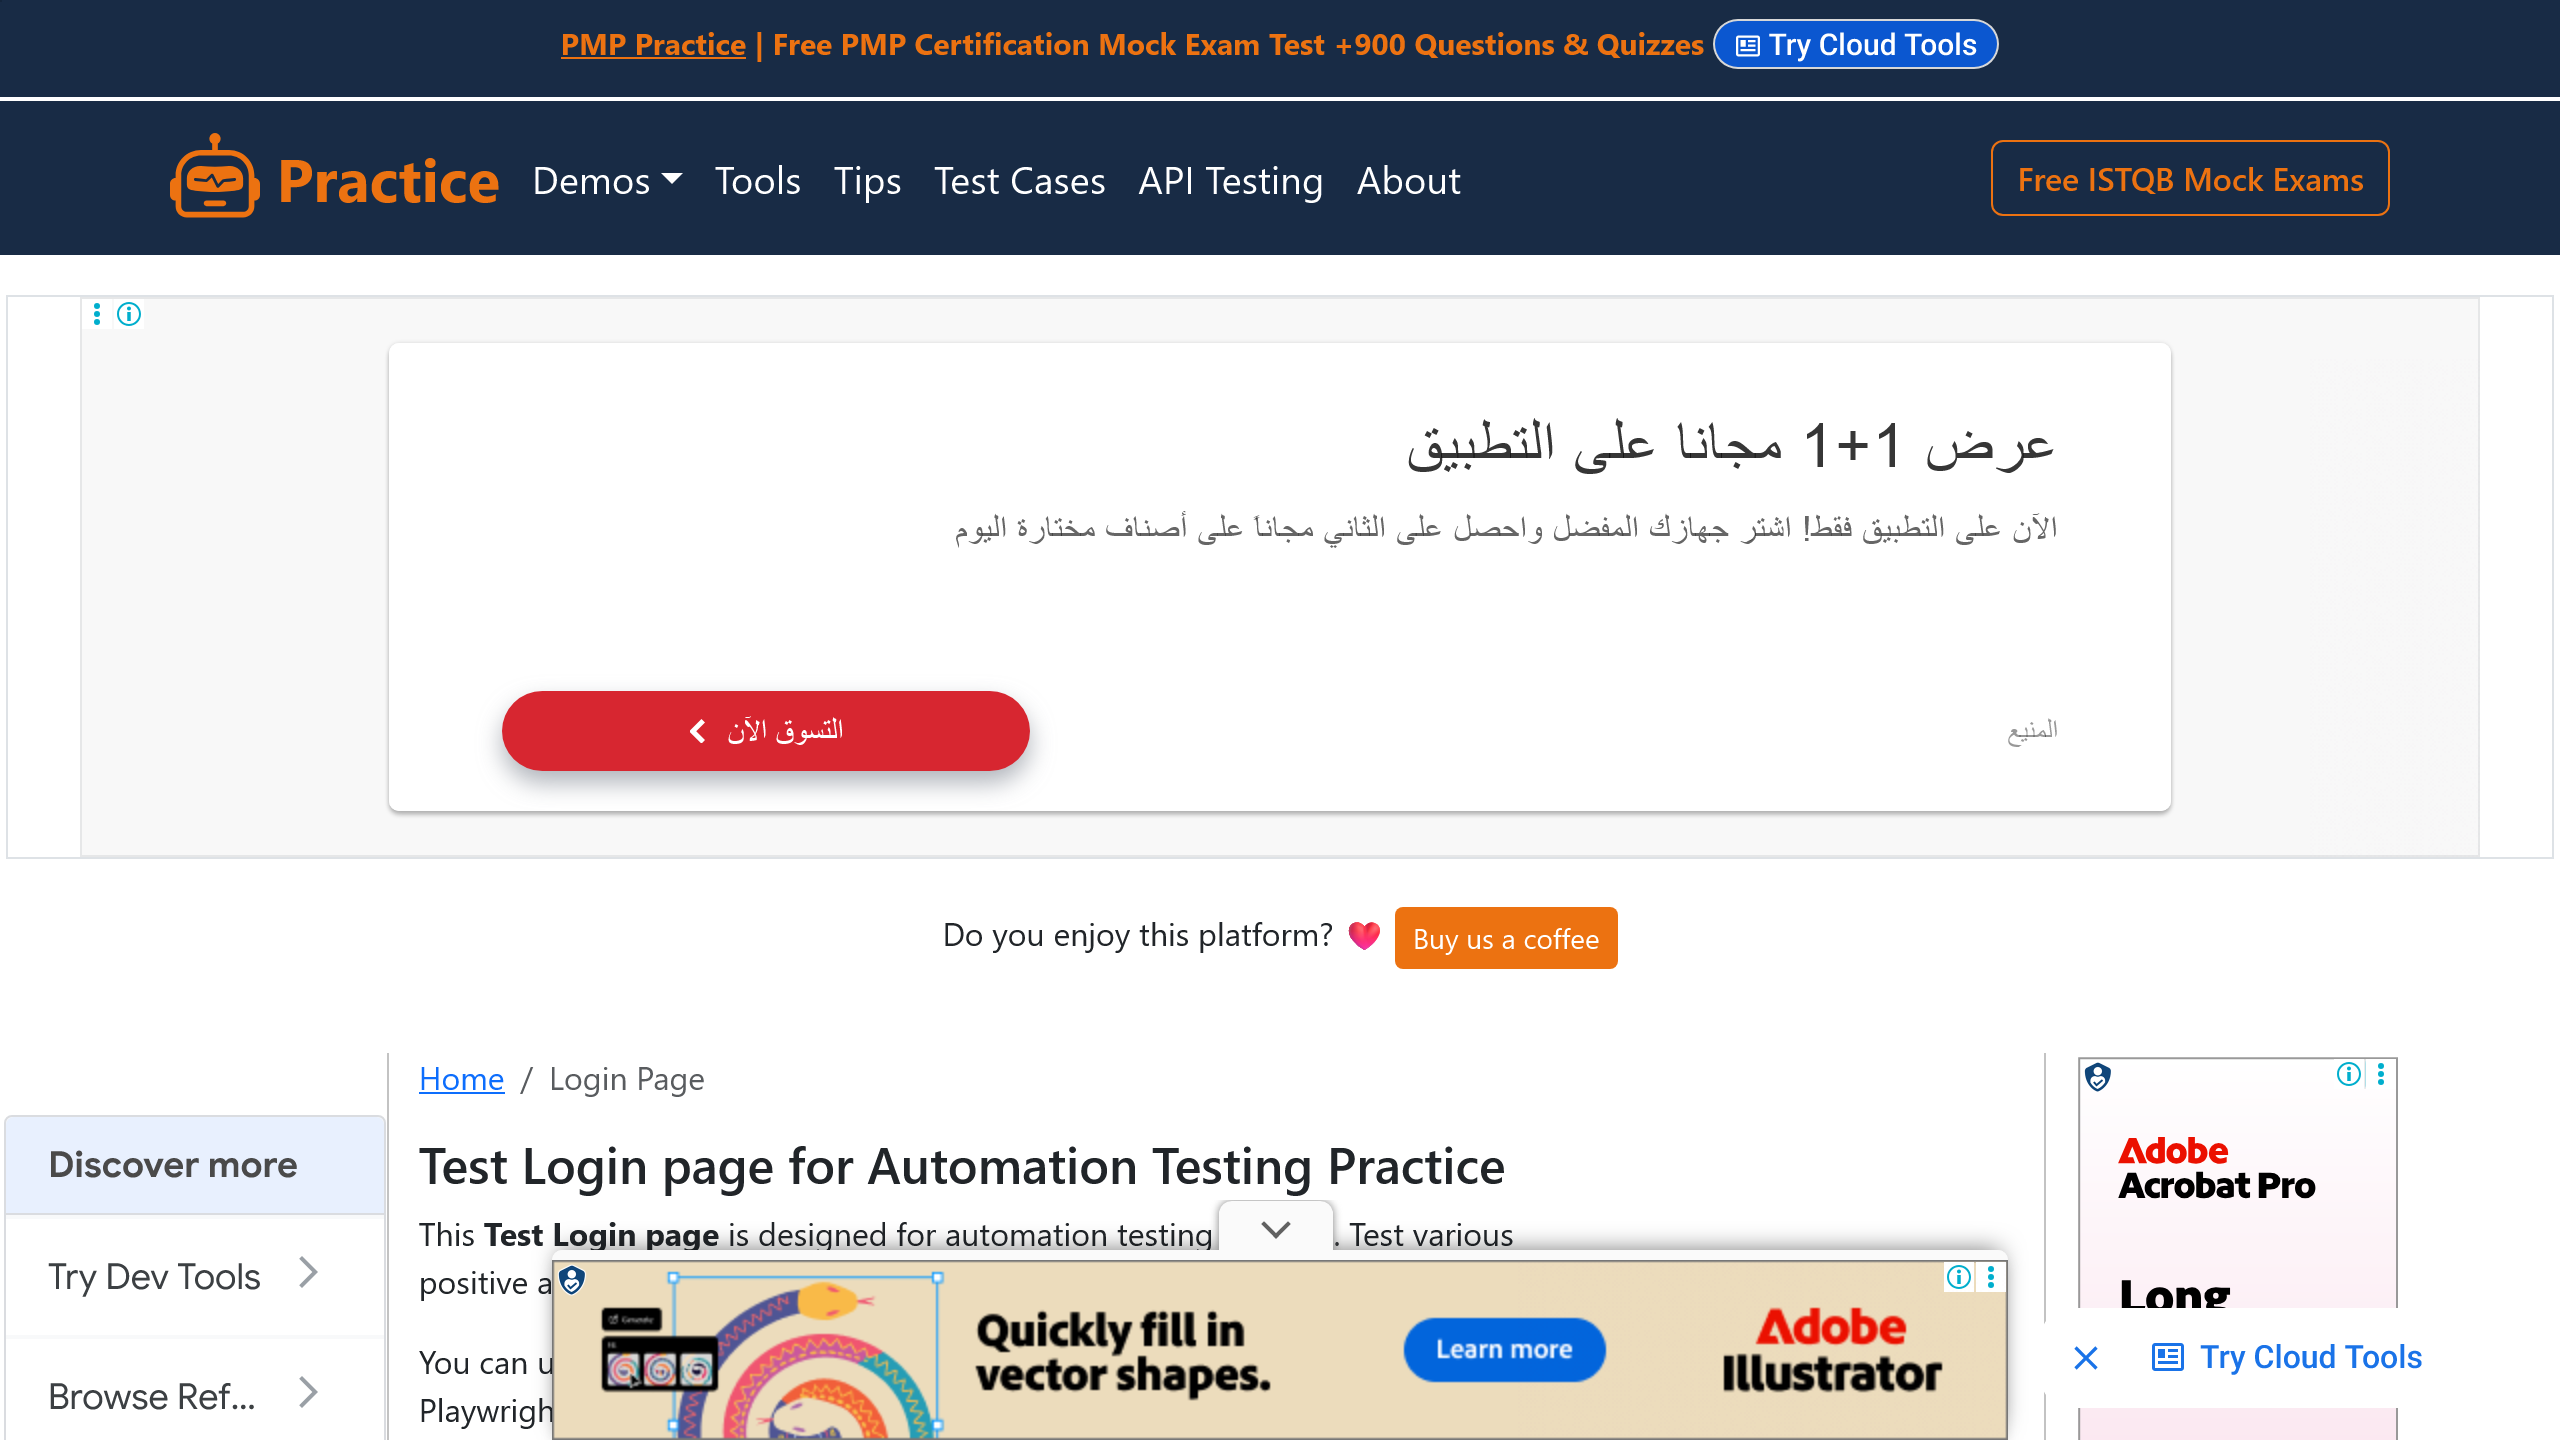 PMP Practice | Free PMP Certification Mock Exam Test +900 Questions & Quizzes Try Cloud Tools
Practice Demos Tools Tips Test Cases API Testing About Free ISTQB Mock Exams
عرض 1+1 مجانا على التطبيق
الآن على التطبيق فقط! اشتر جهازك المفضل واحصل على الثاني مجاناً على أصناف مختارة اليوم
التسوق الآن
المنيع
Do you enjoy this platform? Buy us a coffee
Home / Login Page
Test Login page for Automation Testing Practice
This Test Login page is designed for automation testing . Test various
positive a
You can u
Playwrigh
Discover more
Try Dev Tools
Browse Ref...
Adobe
Acrobat Pro
Long
Try Cloud Tools
Generate
Quickly fill in
vector shapes.
Learn more
Adobe
Illustrator